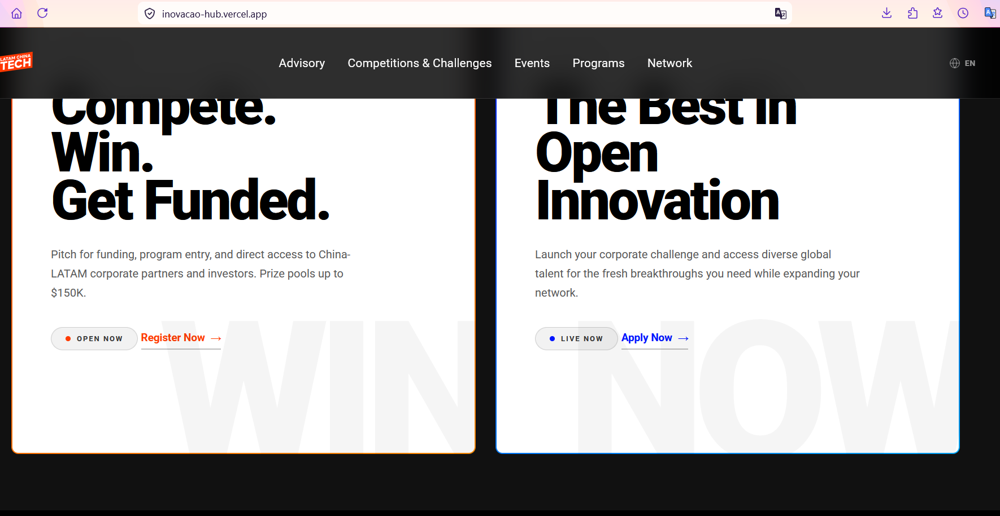 inovacao-hub.vercel.app
LATAM CHINA
TECH
Advisory
Competitions & Challenges
Events
Programs
Network
EN
Compete.
Win.
Get Funded.
Pitch for funding, program entry, and direct access to China-
LATAM corporate partners and investors. Prize pools up to
$150K.
OPEN NOW
Register Now →
WIN
The Best in
Open
Innovation
Launch your corporate challenge and access diverse global
talent for the fresh breakthroughs you need while expanding your
network.
LIVE NOW
Apply Now →
NOW